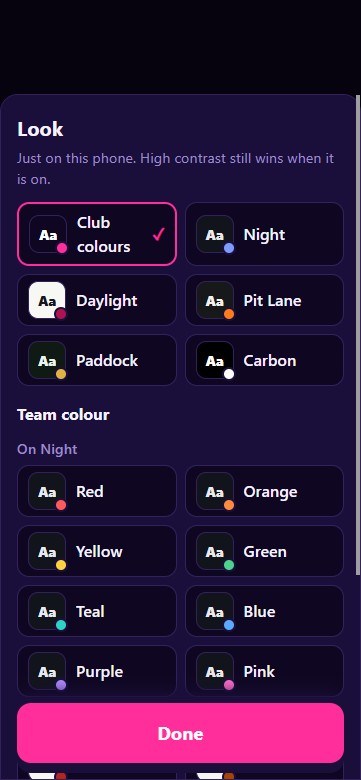 Look
Just on this phone. High contrast still wins when it
is on.
Aa Club
colours ✓
Aa Night
Aa Daylight
Aa Pit Lane
Aa Paddock
Aa Carbon
Team colour
On Night
Aa Red
Aa Orange
Aa Yellow
Aa Green
Aa Teal
Aa Blue
Aa Purple
Aa Pink
Done